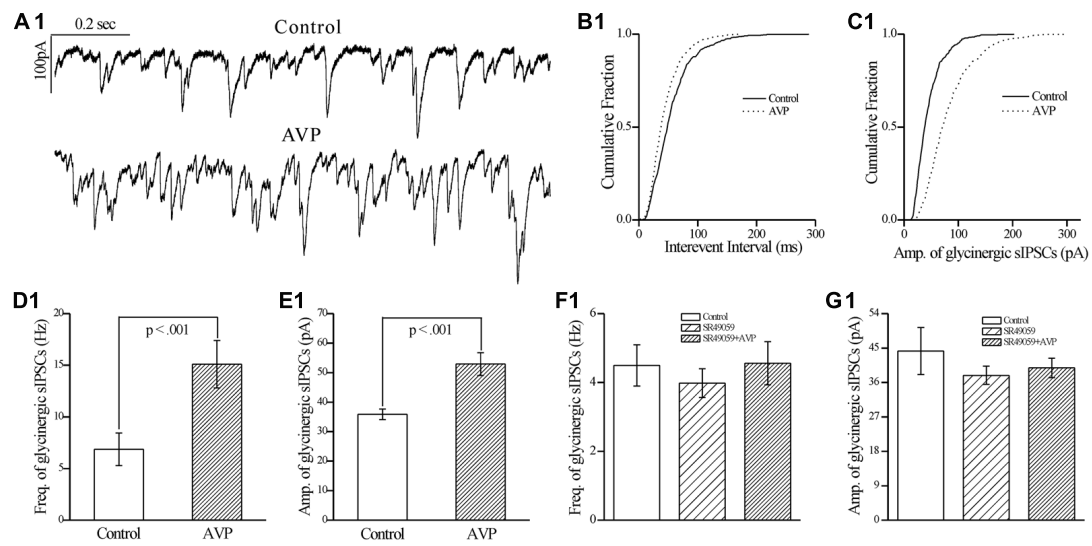 A1
0.2 sec
100pA
Control
AVP
B1
Cumulative Fraction
1.0
0.5
0.0
Control
AVP
0 100 200 300
Interevent Interval (ms)
C1
Cumulative Fraction
1.0
0.5
0.0
Control
AVP
0 100 200 300
Amp. of glycinergic sIPSCs (pA)
D1
Freq. of glycinergic sIPSCs (Hz)
20
15
10
5
0
p < .001
Control AVP
E1
Amp. of glycinergic sIPSCs (pA)
70
60
50
40
30
20
10
0
p < .001
Control AVP
F1
Freq. of glycinergic sIPSCs (Hz)
6
4
2
0
Control
SR49059
SR49059+AVP
G1
Amp. of glycinergic sIPSCs (pA)
54
45
36
27
18
9
0
Control
SR49059
SR49059+AVP